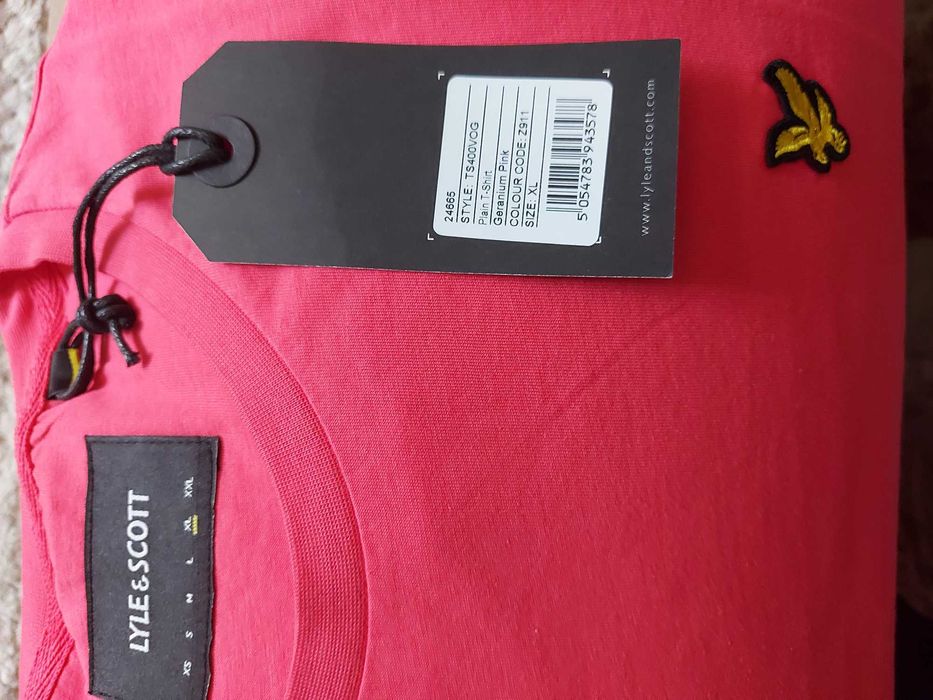 24665
STYLE: TS400VOG
Plain T-Shirt
Geranium Pink
COLOUR CODE: Z911
SIZE: XL
5 054783 943578
www.lyleandscott.com
LYLE & SCOTT
XS S M L XL XXL